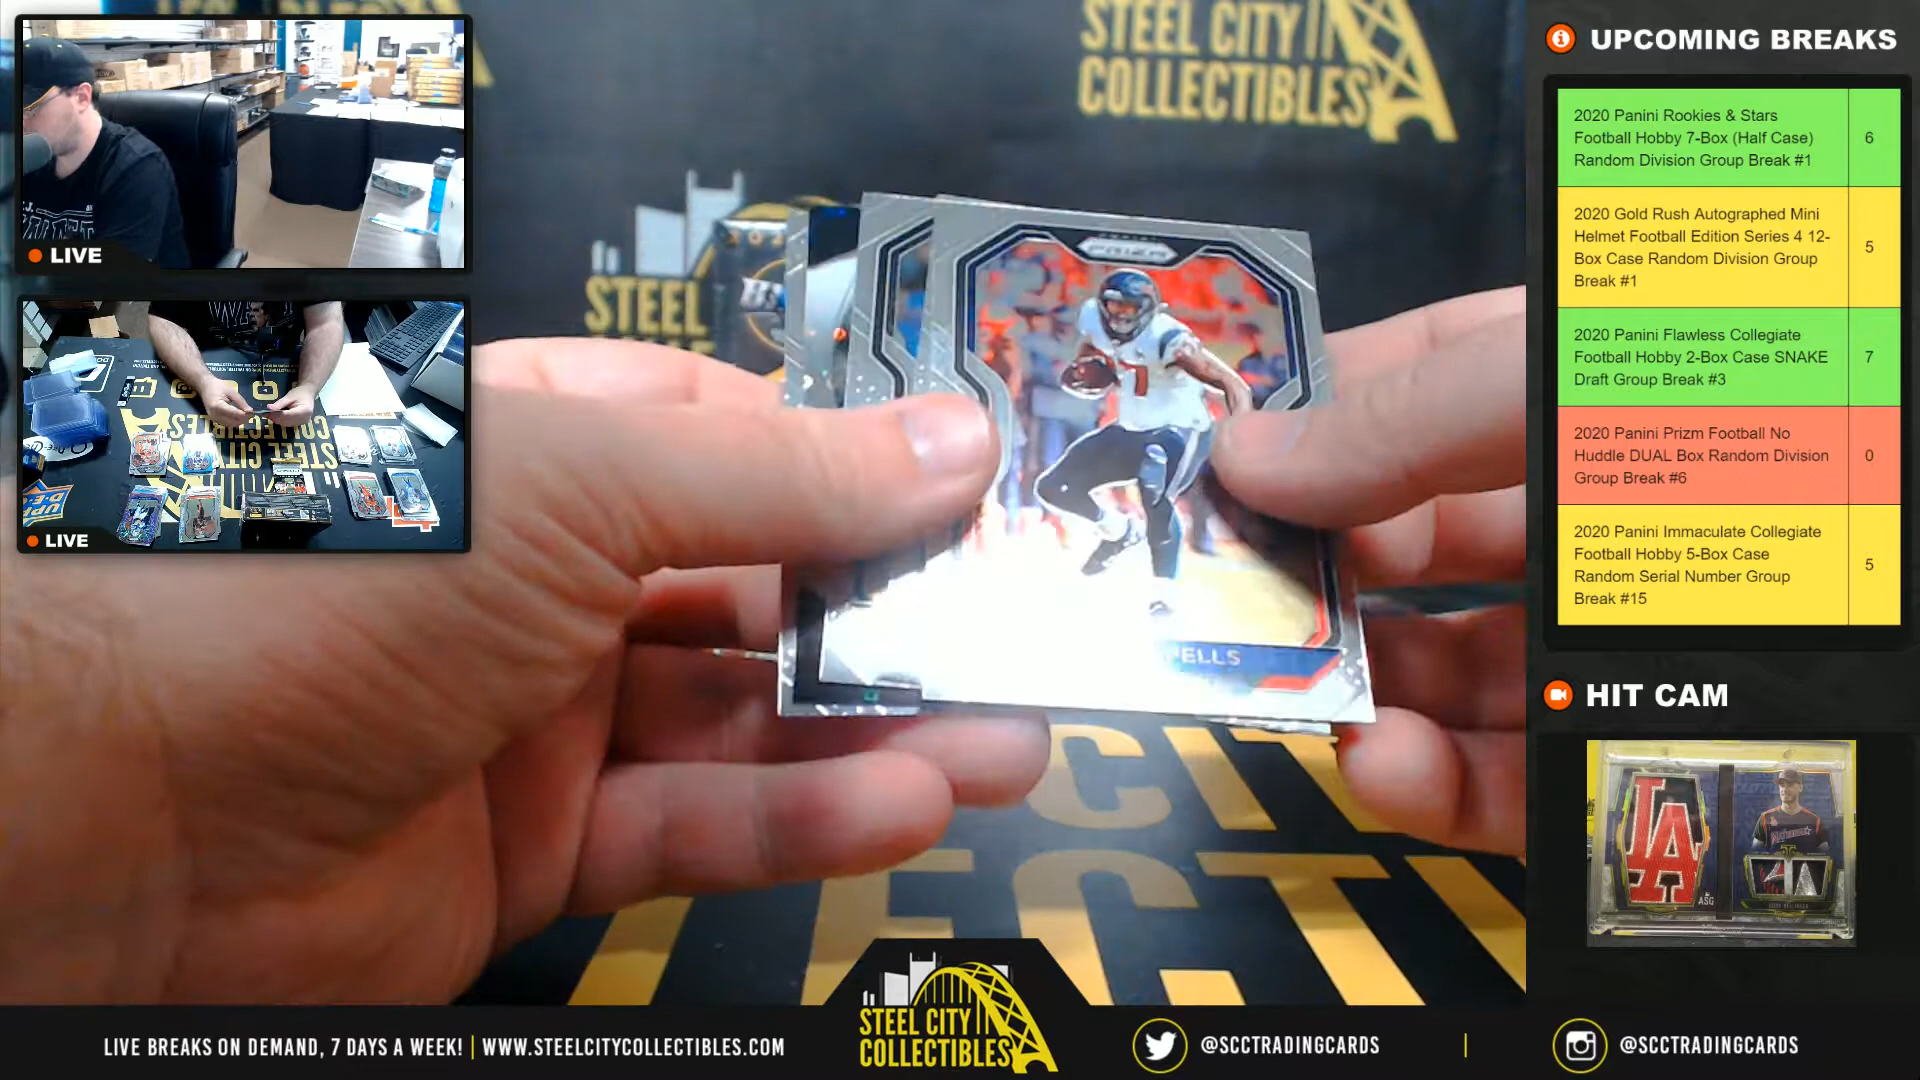 STEEL CITY
COLLECTIBLES
STEEL
LIVE
LIVE
PRIZM
ELLS
CIT
ECTI
UPCOMING BREAKS
2020 Panini Rookies & Stars
Football Hobby 7-Box (Half Case)
Random Division Group Break #1
6
2020 Gold Rush Autographed Mini
Helmet Football Edition Series 4 12-
Box Case Random Division Group
Break #1
5
2020 Panini Flawless Collegiate
Football Hobby 2-Box Case SNAKE
Draft Group Break #3
7
2020 Panini Prizm Football No
Huddle DUAL Box Random Division
Group Break #6
0
2020 Panini Immaculate Collegiate
Football Hobby 5-Box Case
Random Serial Number Group
Break #15
5
HIT CAM
LA
ASG
LIVE BREAKS ON DEMAND, 7 DAYS A WEEK! | WWW.STEELCITYCOLLECTIBLES.COM
STEEL CITY
COLLECTIBLES
@SCCTRADINGCARDS
@SCCTRADINGCARDS